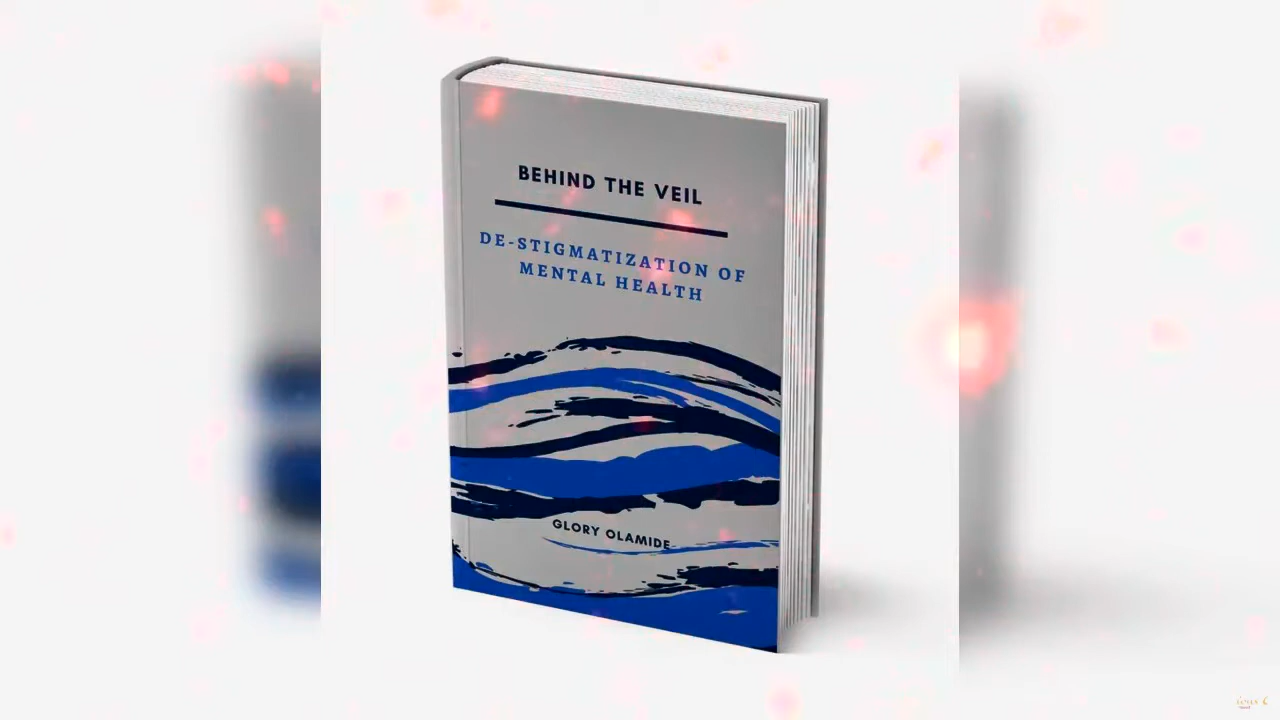 BEHIND THE VEIL
DE-STIGMATIZATION OF
MENTAL HEALTH
GLORY OLAMIDE